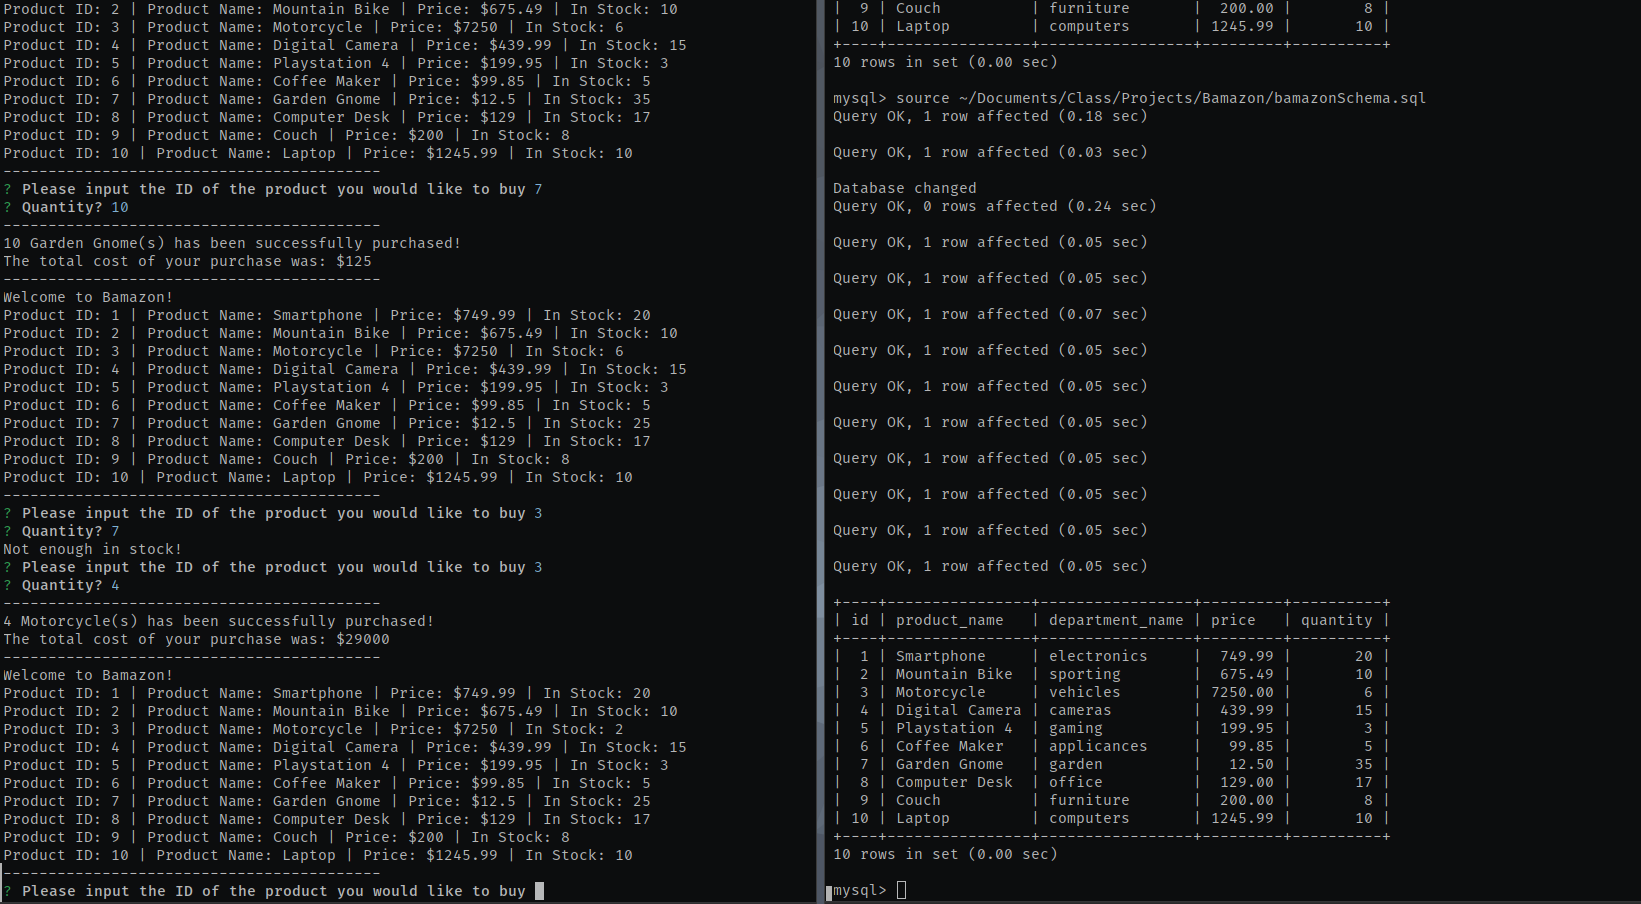 Product ID: 2 | Product Name: Mountain Bike | Price: $675.49 | In Stock: 10
Product ID: 3 | Product Name: Motorcycle | Price: $7250 | In Stock: 6
Product ID: 4 | Product Name: Digital Camera | Price: $439.99 | In Stock: 15
Product ID: 5 | Product Name: Playstation 4 | Price: $199.95 | In Stock: 3
Product ID: 6 | Product Name: Coffee Maker | Price: $99.85 | In Stock: 5
Product ID: 7 | Product Name: Garden Gnome | Price: $12.5 | In Stock: 35
Product ID: 8 | Product Name: Computer Desk | Price: $129 | In Stock: 17
Product ID: 9 | Product Name: Couch | Price: $200 | In Stock: 8
Product ID: 10 | Product Name: Laptop | Price: $1245.99 | In Stock: 10
------------------------------------------
? Please input the ID of the product you would like to buy 7
? Quantity? 10
------------------------------------------
10 Garden Gnome(s) has been successfully purchased!
The total cost of your purchase was: $125
------------------------------------------
Welcome to Bamazon!
Product ID: 1 | Product Name: Smartphone | Price: $749.99 | In Stock: 20
Product ID: 2 | Product Name: Mountain Bike | Price: $675.49 | In Stock: 10
Product ID: 3 | Product Name: Motorcycle | Price: $7250 | In Stock: 6
Product ID: 4 | Product Name: Digital Camera | Price: $439.99 | In Stock: 15
Product ID: 5 | Product Name: Playstation 4 | Price: $199.95 | In Stock: 3
Product ID: 6 | Product Name: Coffee Maker | Price: $99.85 | In Stock: 5
Product ID: 7 | Product Name: Garden Gnome | Price: $12.5 | In Stock: 25
Product ID: 8 | Product Name: Computer Desk | Price: $129 | In Stock: 17
Product ID: 9 | Product Name: Couch | Price: $200 | In Stock: 8
Product ID: 10 | Product Name: Laptop | Price: $1245.99 | In Stock: 10
------------------------------------------
? Please input the ID of the product you would like to buy 3
? Quantity? 7
Not enough in stock!
? Please input the ID of the product you would like to buy 3
? Quantity? 4
------------------------------------------
4 Motorcycle(s) has been successfully purchased!
The total cost of your purchase was: $29000
------------------------------------------
Welcome to Bamazon!
Product ID: 1 | Product Name: Smartphone | Price: $749.99 | In Stock: 20
Product ID: 2 | Product Name: Mountain Bike | Price: $675.49 | In Stock: 10
Product ID: 3 | Product Name: Motorcycle | Price: $7250 | In Stock: 2
Product ID: 4 | Product Name: Digital Camera | Price: $439.99 | In Stock: 15
Product ID: 5 | Product Name: Playstation 4 | Price: $199.95 | In Stock: 3
Product ID: 6 | Product Name: Coffee Maker | Price: $99.85 | In Stock: 5
Product ID: 7 | Product Name: Garden Gnome | Price: $12.5 | In Stock: 25
Product ID: 8 | Product Name: Computer Desk | Price: $129 | In Stock: 17
Product ID: 9 | Product Name: Couch | Price: $200 | In Stock: 8
Product ID: 10 | Product Name: Laptop | Price: $1245.99 | In Stock: 10
------------------------------------------
? Please input the ID of the product you would like to buy
|  9 | Couch          | furniture       |  200.00 |        8 |
| 10 | Laptop         | computers       | 1245.99 |       10 |
+----+----------------+-----------------+---------+----------+
10 rows in set (0.00 sec)
mysql> source ~/Documents/Class/Projects/Bamazon/bamazonSchema.sql
Query OK, 1 row affected (0.18 sec)
Query OK, 1 row affected (0.03 sec)
Database changed
Query OK, 0 rows affected (0.24 sec)
Query OK, 1 row affected (0.05 sec)
Query OK, 1 row affected (0.05 sec)
Query OK, 1 row affected (0.07 sec)
Query OK, 1 row affected (0.05 sec)
Query OK, 1 row affected (0.05 sec)
Query OK, 1 row affected (0.05 sec)
Query OK, 1 row affected (0.05 sec)
Query OK, 1 row affected (0.05 sec)
Query OK, 1 row affected (0.05 sec)
Query OK, 1 row affected (0.05 sec)
+----+----------------+-----------------+---------+----------+
| id | product_name   | department_name | price   | quantity |
+----+----------------+-----------------+---------+----------+
|  1 | Smartphone     | electronics     |  749.99 |       20 |
|  2 | Mountain Bike  | sporting        |  675.49 |       10 |
|  3 | Motorcycle     | vehicles        | 7250.00 |        6 |
|  4 | Digital Camera | cameras         |  439.99 |       15 |
|  5 | Playstation 4  | gaming          |  199.95 |        3 |
|  6 | Coffee Maker   | applicances     |   99.85 |        5 |
|  7 | Garden Gnome   | garden          |   12.50 |       35 |
|  8 | Computer Desk  | office          |  129.00 |       17 |
|  9 | Couch          | furniture       |  200.00 |        8 |
| 10 | Laptop         | computers       | 1245.99 |       10 |
+----+----------------+-----------------+---------+----------+
10 rows in set (0.00 sec)
mysql>